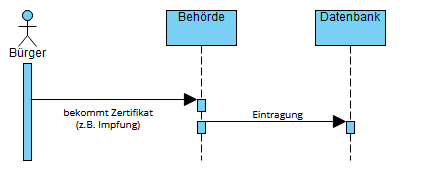 Behörde
Datenbank
Bürger
bekommt Zertifikat
(z.B. Impfung)
Eintragung